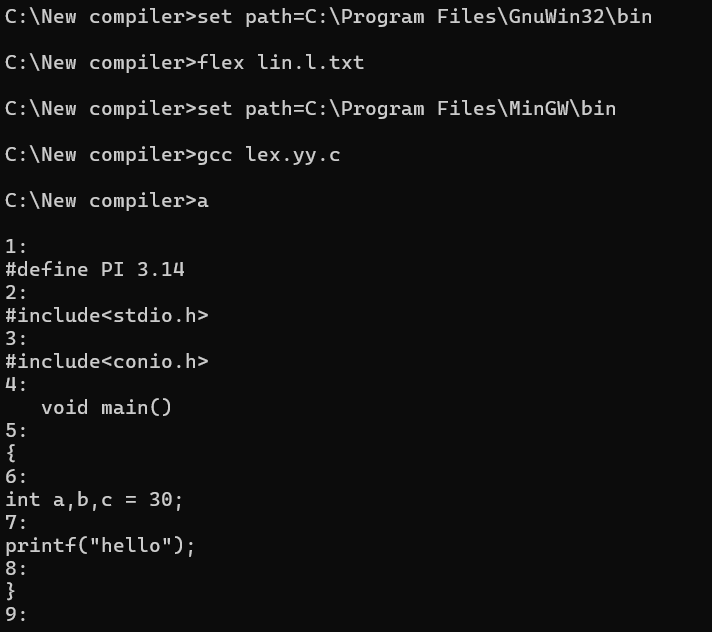 C:\New compiler>set path=C:\Program Files\GnuWin32\bin
C:\New compiler>flex lin.l.txt
C:\New compiler>set path=C:\Program Files\MinGW\bin
C:\New compiler>gcc lex.yy.c
C:\New compiler>a
1:
#define PI 3.14
2:
#include<stdio.h>
3:
#include<conio.h>
4:
   void main()
5:
{
6:
int a,b,c = 30;
7:
printf("hello");
8:
}
9: